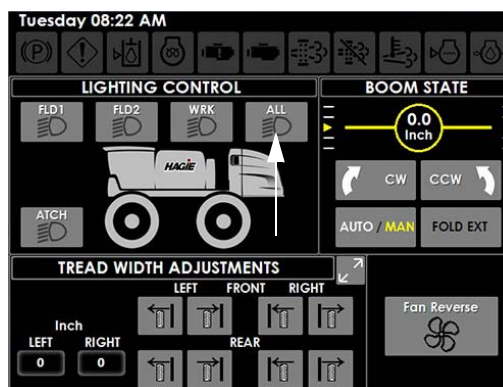 Tuesday 08:22 AM
LIGHTING CONTROL
BOOM STATE
FLD1 FLD2 WRK ALL
0.0
Inch
HAGIE
CW CCW
ATCH
AUTO / MAN FOLD EXT
TREAD WIDTH ADJUSTMENTS
LEFT FRONT RIGHT
Fan Reverse
Inch
LEFT RIGHT REAR
0 0